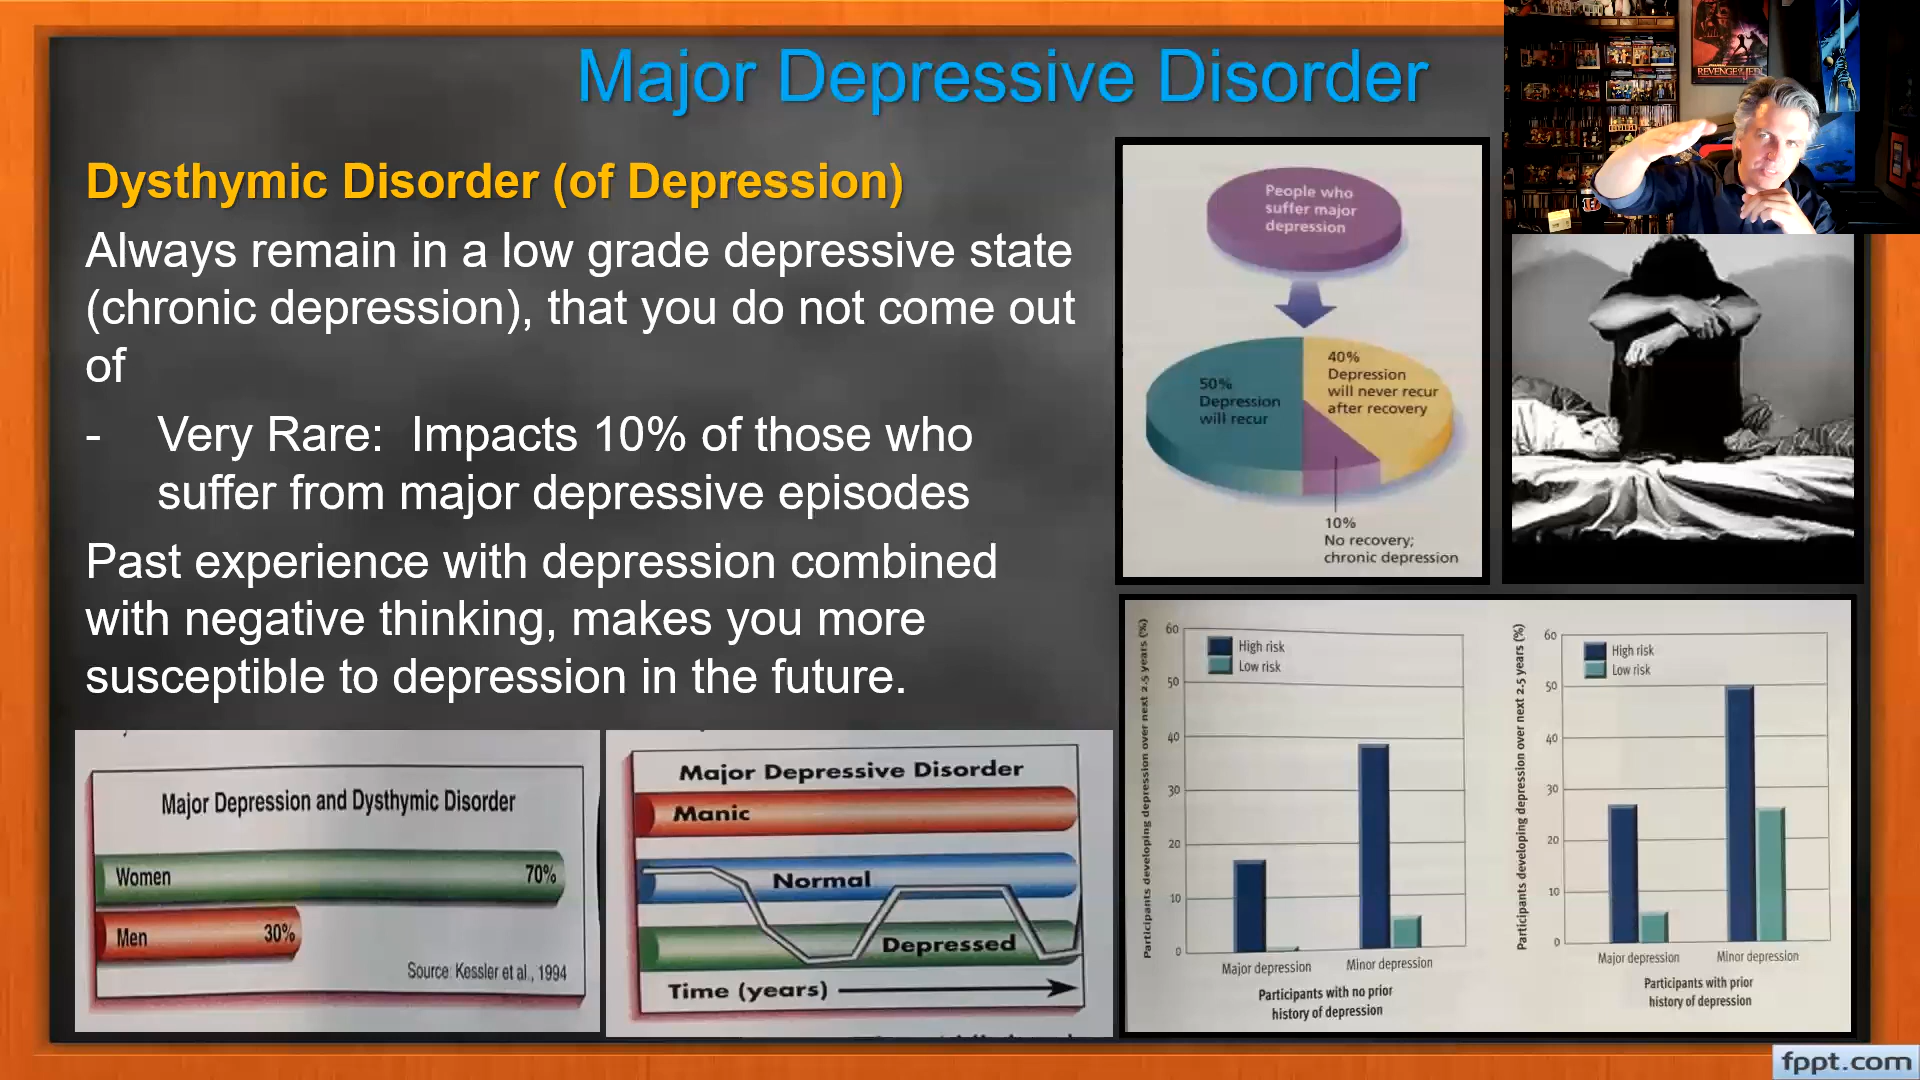 Major Depressive Disorder
REVENGE OF THE JEDI
Dysthymic Disorder (of Depression)
Always remain in a low grade depressive state
(chronic depression), that you do not come out
of
- Very Rare: Impacts 10% of those who
suffer from major depressive episodes
Past experience with depression combined
with negative thinking, makes you more
susceptible to depression in the future.
People who
suffer major
depression
50%
Depression
will recur
40%
Depression
will never recur
after recovery
10%
No recovery;
chronic depression
Major Depression and Dysthymic Disorder
Women 70%
Men 30%
Source: Kessler et al., 1994
Major Depressive Disorder
Manic
Normal
Depressed
Time (years)
Participants developing depression over next 2.5 years (%)
60
50
40
30
20
10
0
High risk
Low risk
Major depression
Minor depression
Participants with no prior
history of depression
Participants developing depression over next 2.5 years (%)
60
50
40
30
20
10
0
High risk
Low risk
Major depression
Minor depression
Participants with prior
history of depression
fppt.com